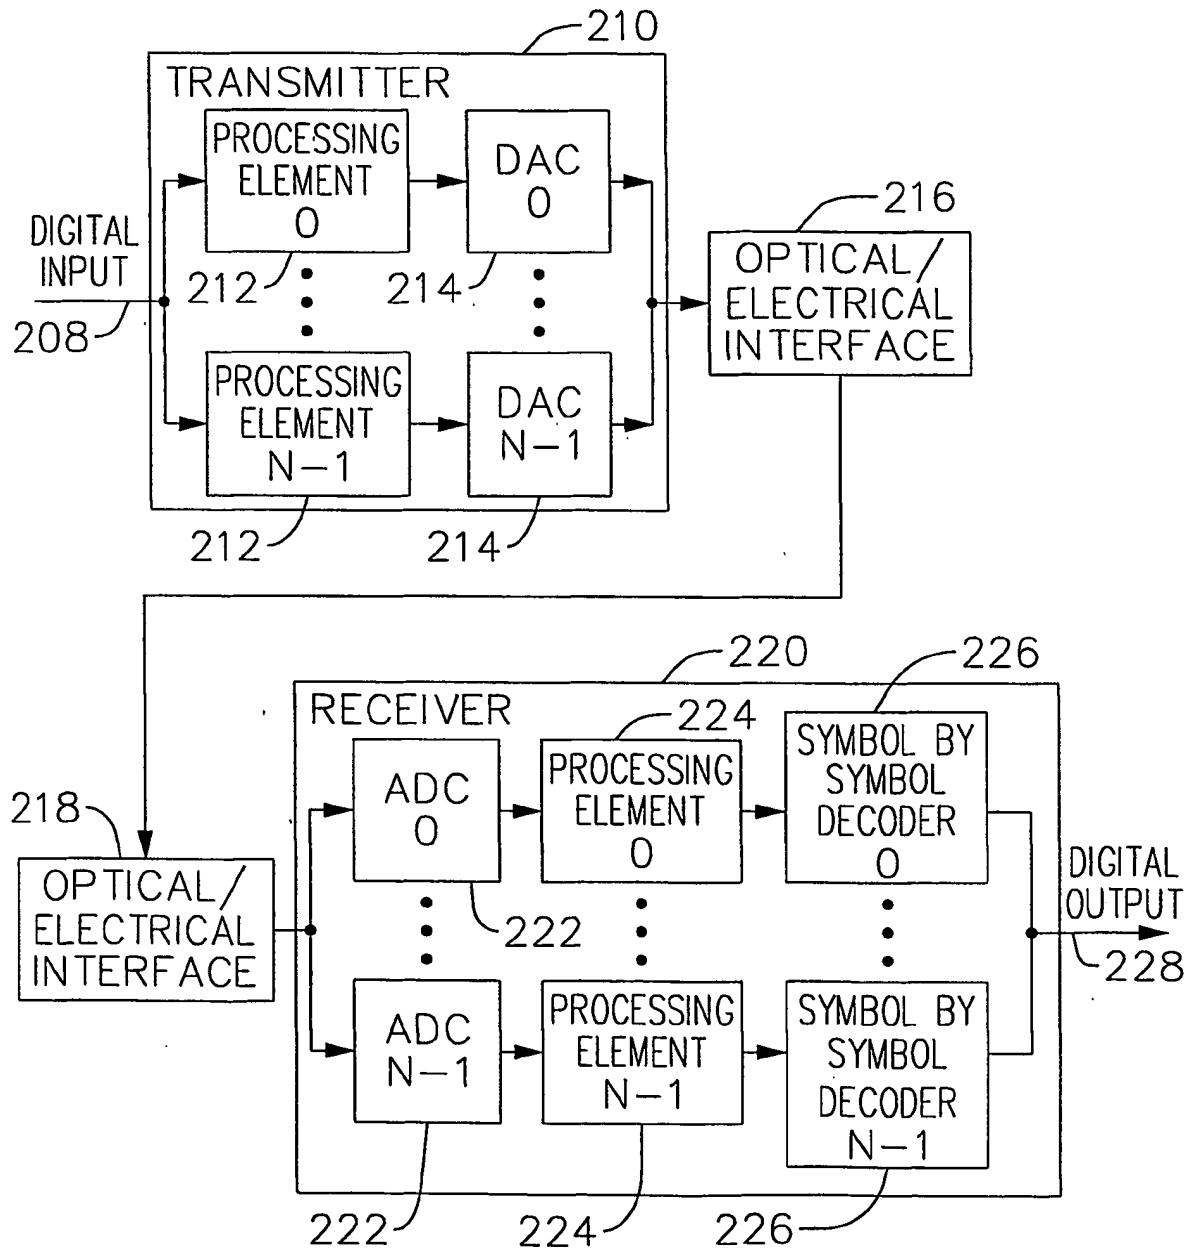 210
TRANSMITTER
PROCESSING
ELEMENT
0
DAC
0
216
DIGITAL
INPUT
212
214
OPTICAL/
ELECTRICAL
INTERFACE
208
PROCESSING
ELEMENT
N-1
DAC
N-1
212
214
220
226
RECEIVER
224
SYMBOL BY
SYMBOL
DECODER
0
ADC
0
PROCESSING
ELEMENT
0
218
OPTICAL/
ELECTRICAL
INTERFACE
222
DIGITAL
OUTPUT
228
ADC
N-1
PROCESSING
ELEMENT
N-1
SYMBOL BY
SYMBOL
DECODER
N-1
222
224
226